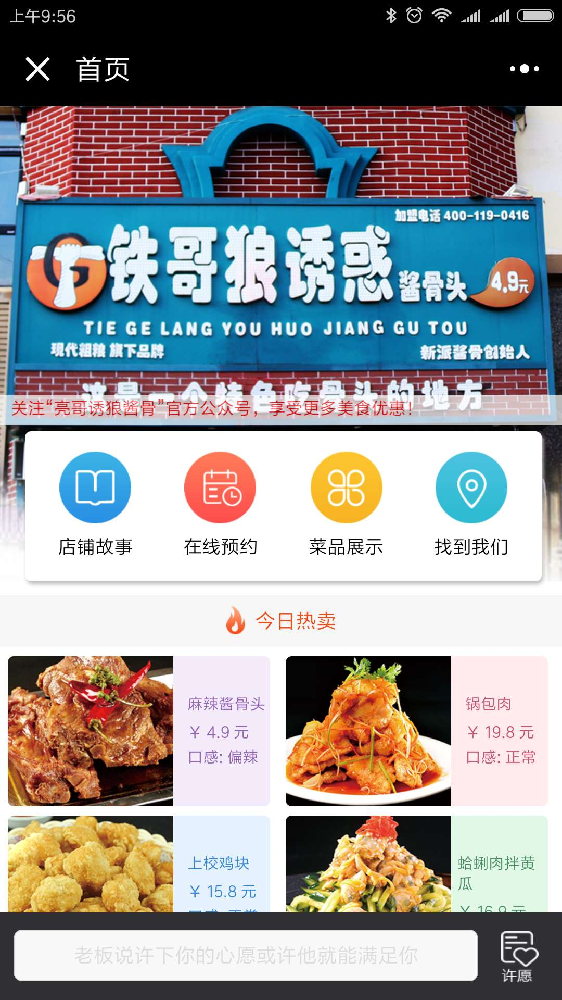 上午9:56
首页
加盟电话 400-119-0416
铁哥狼诱惑 酱骨头 4.9元
TIE GE LANG YOU HUO JIANG GU TOU
现代粗粮 旗下品牌
新派酱骨创始人
这是一个特色吃骨头的地方
关注“亮哥诱狼酱骨”官方公众号，享受更多美食优惠！
店铺故事 在线预约 菜品展示 找到我们
今日热卖
麻辣酱骨头
￥ 4.9 元
口感: 偏辣
锅包肉
￥ 19.8 元
口感: 正常
上校鸡块
￥ 15.8 元
口感: 正常
蛤蜊肉拌黄
瓜
￥ 16.9 元
老板说许下你的心愿或许他就能满足你
许愿